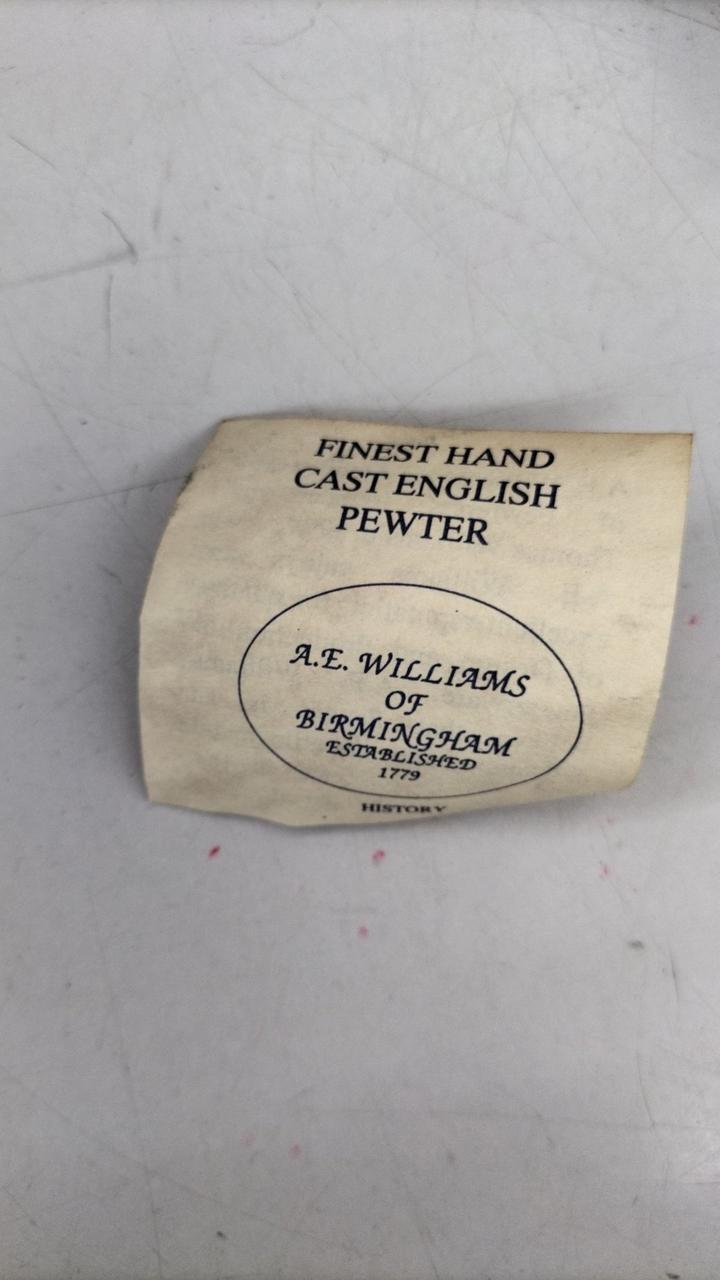 FINEST HAND
CAST ENGLISH
PEWTER
A.E. WILLIAMS
OF
BIRMINGHAM
ESTABLISHED
1779
HISTORY